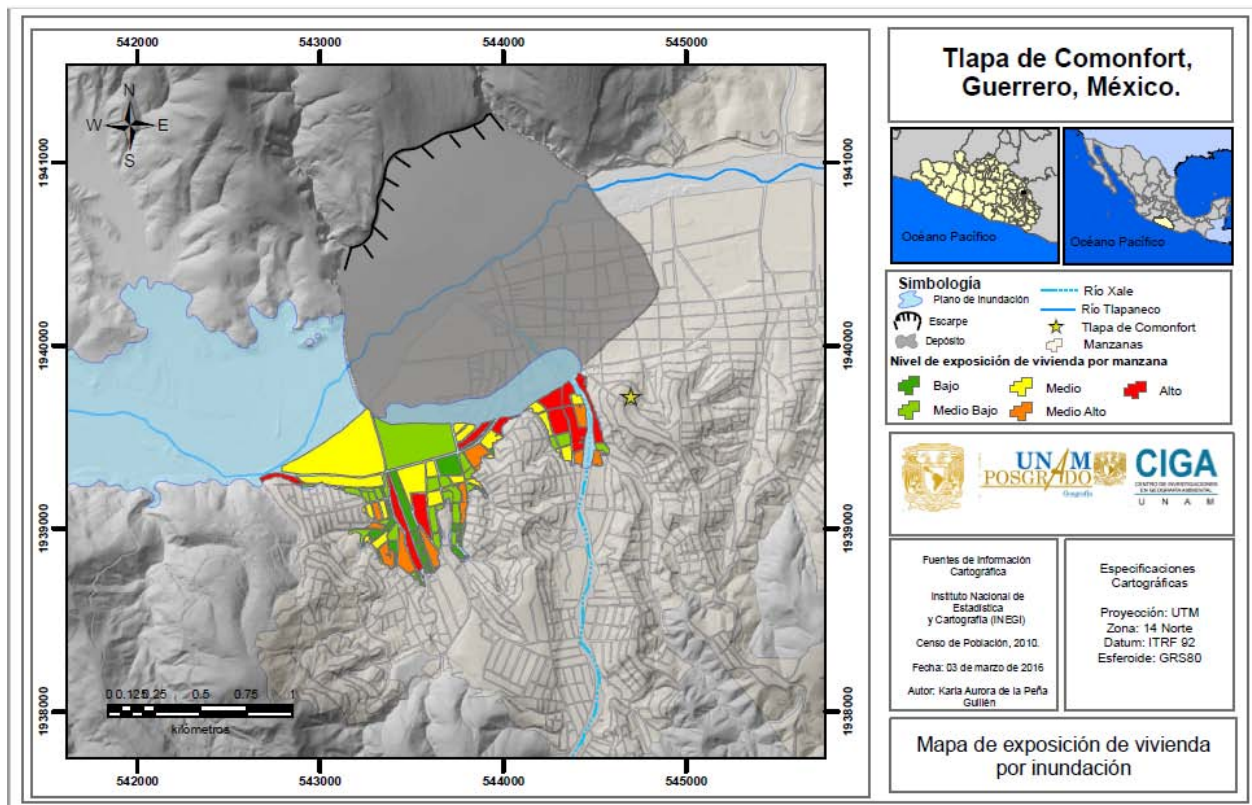 542000 543000 544000 545000
1941000
1940000
1939000
1938000
1941000
1940000
1939000
1938000
N
W E
S
0 0.125 0.25 0.5 0.75 1
kilómetros
542000 543000 544000 545000
Tlapa de Comonfort,
Guerrero, México.
Océano Pacífico
Océano Pacífico
Simbología
Plano de Inundación
Escarpe
Depósito
Río Xale
Río Tlapaneco
Tlapa de Comonfort
Manzanas
Nivel de exposición de vivienda por manzana
Bajo
Medio
Alto
Medio Bajo
Medio Alto
UNAM
POSGRADO
Geografía
CIGA
CENTRO DE INVESTIGACIONES
EN GEOGRAFÍA AMBIENTAL
U N A M
Fuentes de Información
Cartográfica
Instituto Nacional de
Estadística
y Cartografía (INEGI)
Censo de Población, 2010.
Fecha: 03 de marzo de 2016
Autor: Karla Aurora de la Peña
Guillén
Especificaciones
Cartográficas
Proyección: UTM
Zona: 14 Norte
Datum: ITRF 92
Esferoide: GRS80
Mapa de exposición de vivienda
por inundación